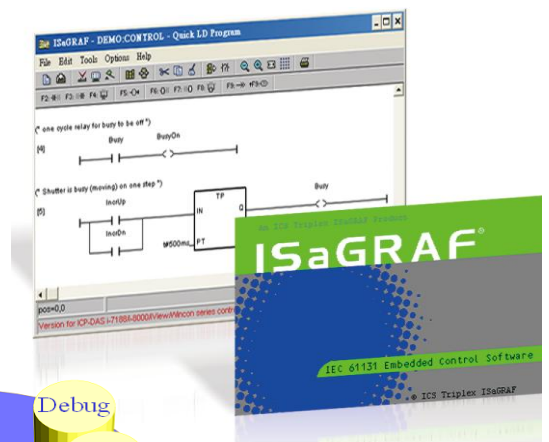 ISaGRAF - DEMO:CONTROL - Quick LD Program
File Edit Tools Options Help
(* one cycle relay for busy to be off *)
[4]
Busy
BusyOn
(* Shutter is busy (moving) on one step *)
[5]
IncrUp
IncrDn
TP
IN
Q
t#500ms
PT
Busy
pos=0,0
Version for ICP-DAS i-7188/i-8000/iView/Wincon series contr
An ICS Triplex ISaGRAF Product
ISaGRAF®
IEC 61131 Embedded Control Software
© ICS Triplex ISaGRAF
Debug